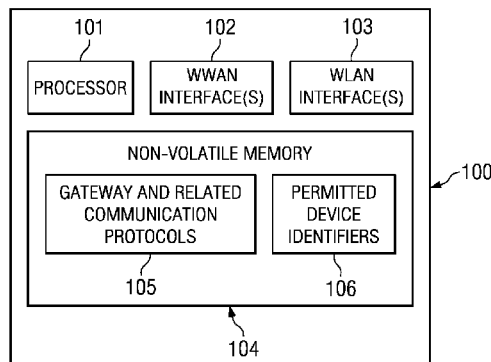 101
102
103
PROCESSOR
WWAN
INTERFACE(S)
WLAN
INTERFACE(S)
NON-VOLATILE MEMORY
GATEWAY AND RELATED
COMMUNICATION
PROTOCOLS
PERMITTED
DEVICE
IDENTIFIERS
100
105
106
104